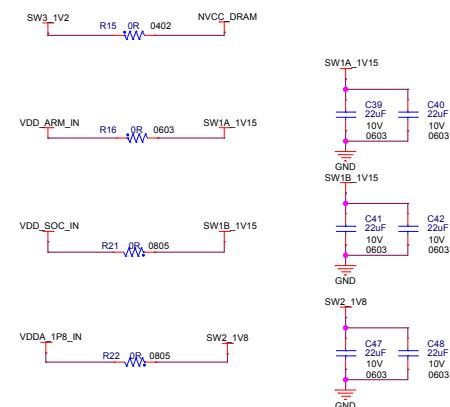 SW3_1V2
NVCC_DRAM
R15 0R 0402
SW1A_1V15
C39
22uF
10V
0603
C40
22uF
10V
0603
GND
VDD_ARM_IN
SW1A_1V15
R16 0R 0603
SW1B_1V15
C41
22uF
10V
0603
C42
22uF
10V
0603
GND
VDD_SOC_IN
SW1B_1V15
R21 0R 0805
SW2_1V8
C47
22uF
10V
0603
C48
22uF
10V
0603
GND
VDDA_1P8_IN
SW2_1V8
R22 0R 0805